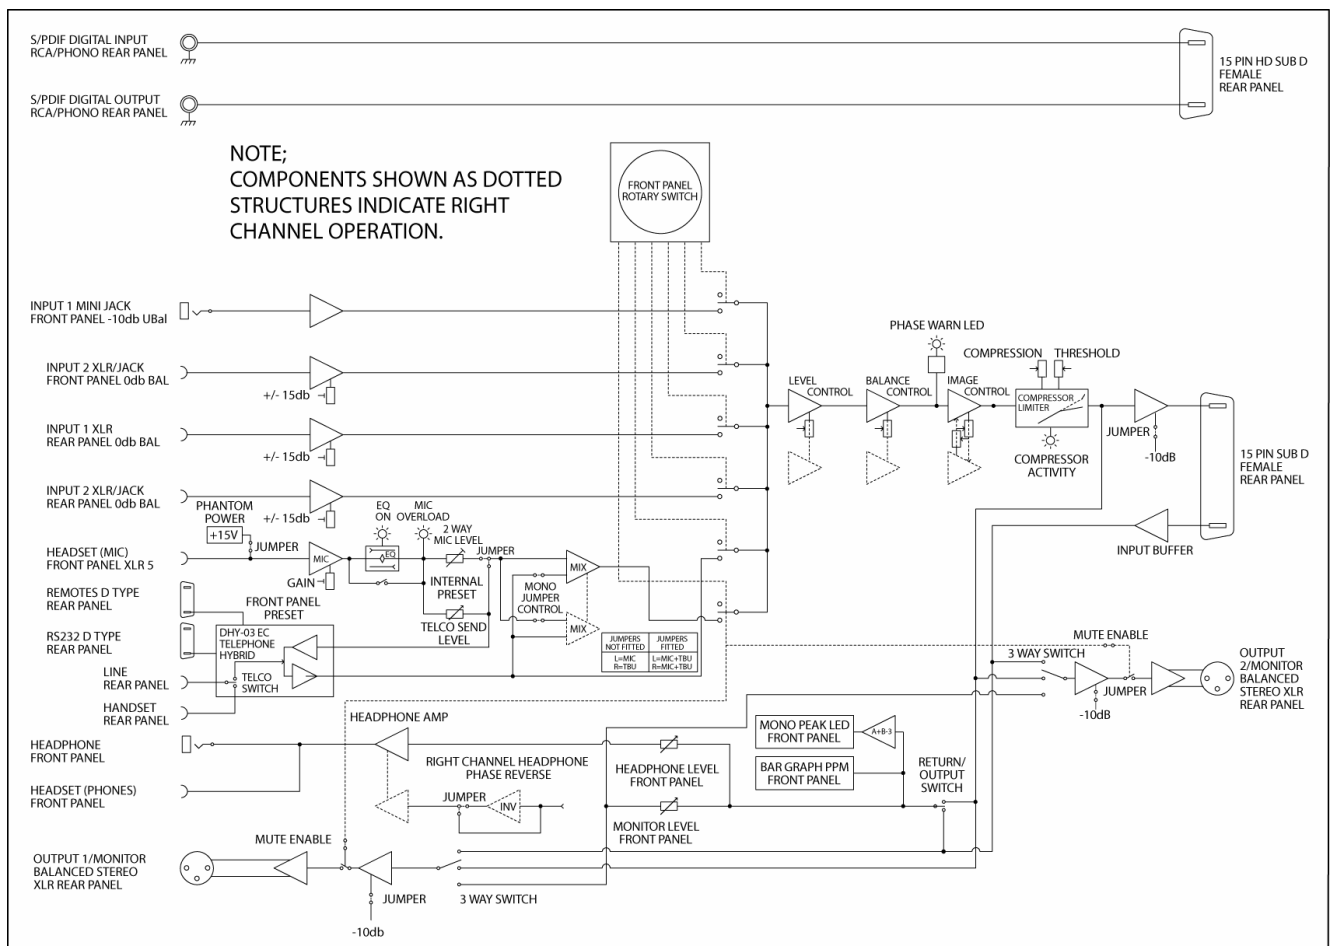 S/PDIF DIGITAL INPUT
RCA/PHONO REAR PANEL
15 PIN HD SUB D
FEMALE
REAR PANEL
S/PDIF DIGITAL OUTPUT
RCA/PHONO REAR PANEL
NOTE;
COMPONENTS SHOWN AS DOTTED
STRUCTURES INDICATE RIGHT
CHANNEL OPERATION.
FRONT PANEL
ROTARY SWITCH
INPUT 1 MINI JACK
FRONT PANEL -10db UBal
INPUT 2 XLR/JACK
FRONT PANEL 0db BAL
+/- 15db
INPUT 1 XLR
REAR PANEL 0db BAL
+/- 15db
INPUT 2 XLR/JACK
REAR PANEL 0db BAL
+/- 15db
PHASE WARN LED
COMPRESSION
THRESHOLD
LEVEL
CONTROL
BALANCE
CONTROL
IMAGE
CONTROL
COMPRESSOR
LIMITER
COMPRESSOR
ACTIVITY
JUMPER
-10dB
15 PIN SUB D
FEMALE
REAR PANEL
INPUT BUFFER
PHANTOM
POWER
+15V
JUMPER
HEADSET (MIC)
FRONT PANEL XLR 5
MIC
GAIN
EQ
ON
EQ
MIC
OVERLOAD
2 WAY
MIC LEVEL
JUMPER
INTERNAL
PRESET
TELCO SEND
LEVEL
MONO
JUMPER
CONTROL
MIX
MIX
JUMPERS
NOT FITTED
JUMPERS
FITTED
L=MIC
R=TBU
L=MIC+TBU
R=MIC+TBU
REMOTES D TYPE
REAR PANEL
FRONT PANEL
PRESET
RS232 D TYPE
REAR PANEL
DHY-03 EC
TELEPHONE
HYBRID
TELCO
SWITCH
LINE
REAR PANEL
HANDSET
REAR PANEL
MUTE ENABLE
3 WAY SWITCH
JUMPER
-10dB
OUTPUT
2/MONITOR
BALANCED
STEREO XLR
REAR PANEL
HEADPHONE AMP
HEADPHONE
FRONT PANEL
HEADSET (PHONES)
FRONT PANEL
RIGHT CHANNEL HEADPHONE
PHASE REVERSE
JUMPER
INV
HEADPHONE LEVEL
FRONT PANEL
MONITOR LEVEL
FRONT PANEL
MONO PEAK LED
FRONT PANEL
A+B-3
BAR GRAPH PPM
FRONT PANEL
RETURN/
OUTPUT
SWITCH
MUTE ENABLE
OUTPUT 1/MONITOR
BALANCED STEREO
XLR REAR PANEL
JUMPER
-10db
3 WAY SWITCH